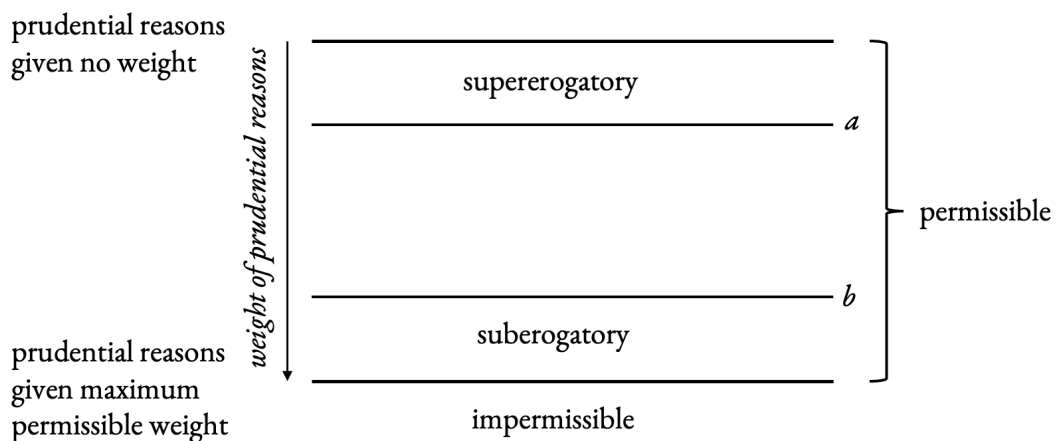 prudential reasons
given no weight
weight of prudential reasons
supererogatory
a
permissible
b
suberogatory
prudential reasons
given maximum
permissible weight
impermissible